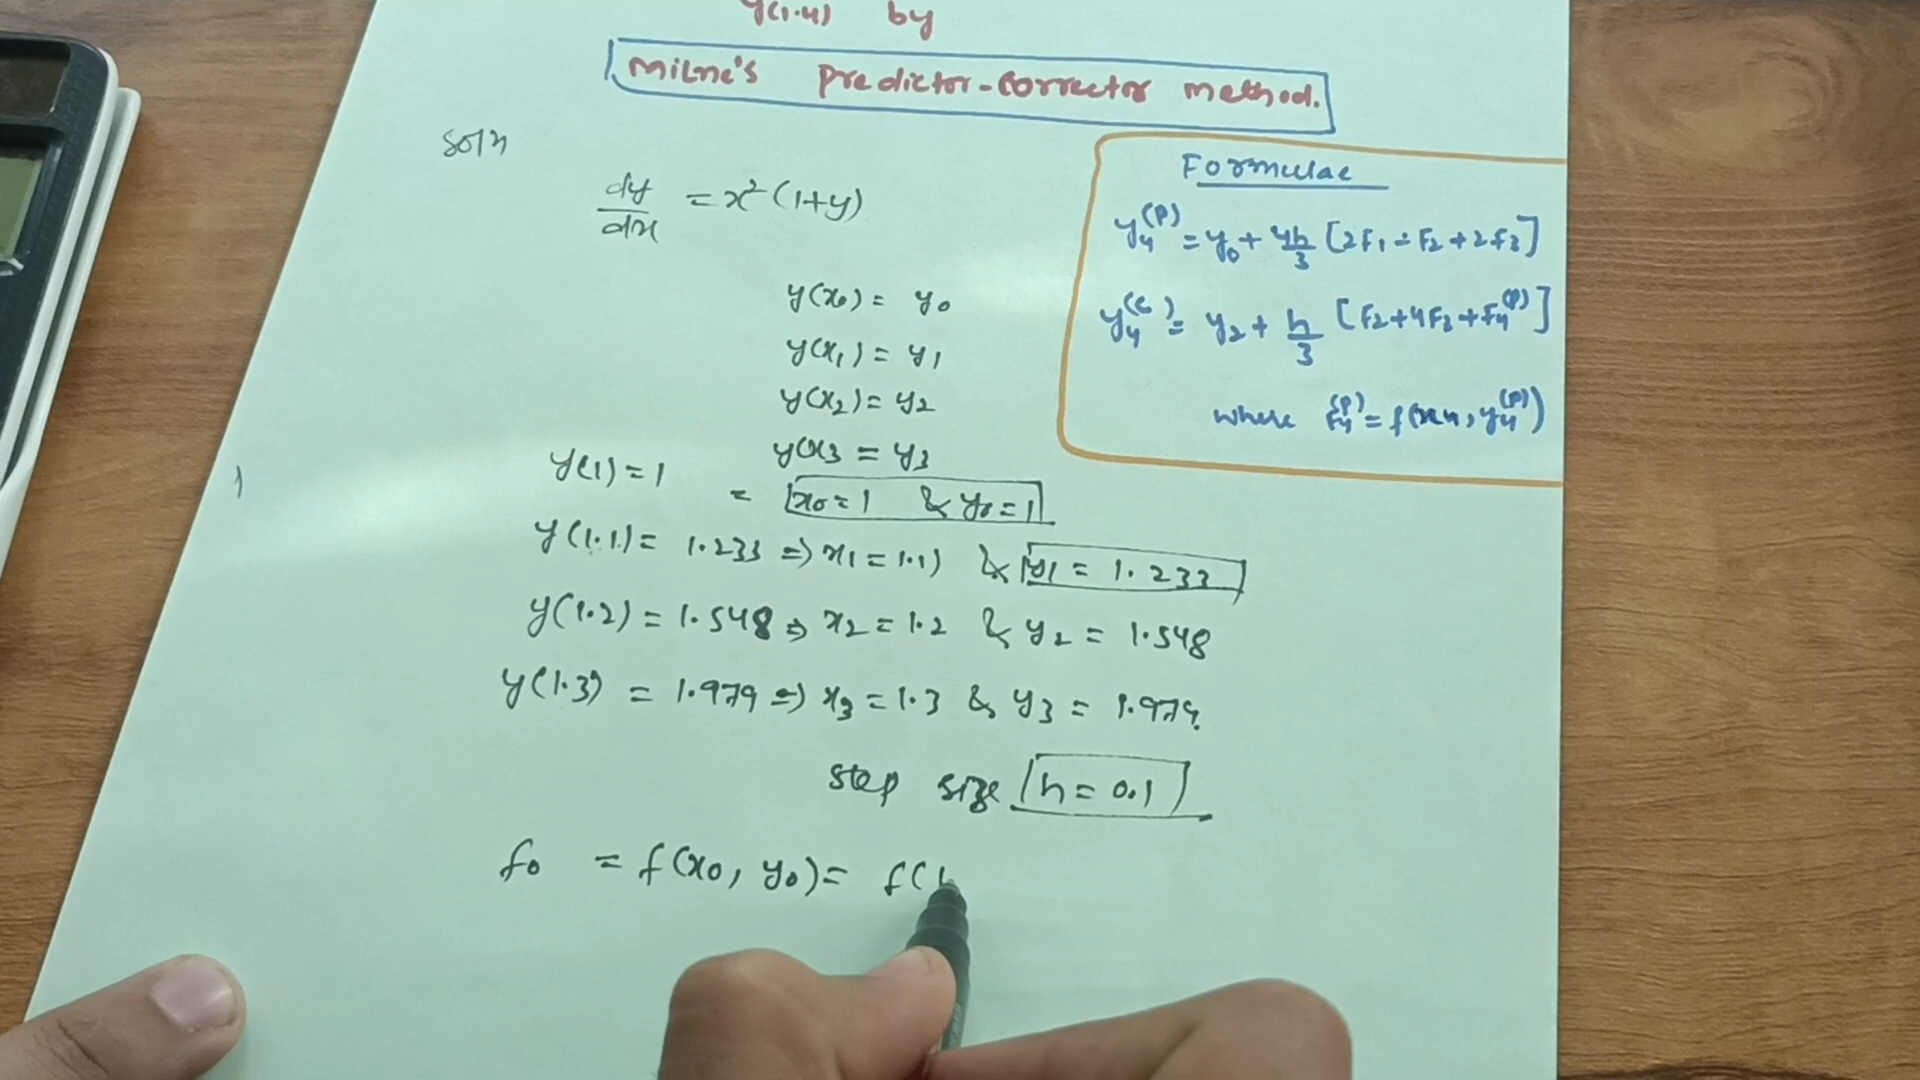 y(1.4) by
Milne's predictor-corrector method.
Soln
dy/dx = x²(1+y)
y(x0) = y0
y(x1) = y1
y(x2) = y2
y(x3 = y3
y(1) = 1 = x0 = 1 & y0 = 1
y(1.1) = 1.233 => x1 = 1.1) & y1 = 1.233
y(1.2) = 1.548 => x2 = 1.2 & y2 = 1.548
y(1.3) = 1.979 => x3 = 1.3 & y3 = 1.979.
step size h = 0.1
f0 = f(x0, y0) = f(1
Formulae
y4^(P) = y0 + 4h/3 [2F1 - F2 + 2F3]
y4^(C) = y2 + h/3 [F2 + 4F3 + F4^(P)]
where F4^(P) = f(x4, y4^(P))